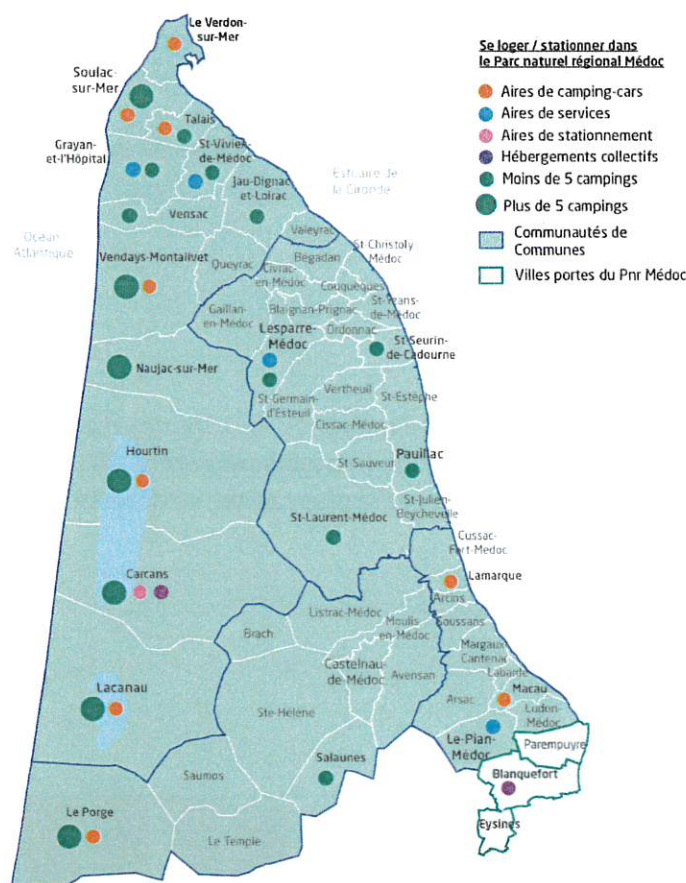 Le Verdon-
sur-Mer
Se loger / stationner dans
le Parc naturel régional Médoc
Aires de camping-cars
Aires de services
Aires de stationnement
Hébergements collectifs
Moins de 5 campings
Plus de 5 campings
Communautés de
Communes
Villes portes du Pnr Médoc
Soulac-
sur-Mer
Talais
Grayan-
et-l'Hôpital
St-Vivien-
de-Médoc
Jau-Dignac
et-Loirac
Estuaire de
la Gironde
Vensac
Valeyrac
Océan
Atlantique
Vendays-Montalivet
Queyrac
Bégadan
St-Christoly
Médoc
Civrac-
en-Médoc
Couquèques
St-Yzans-
de-Médoc
Gaillan-
en-Médoc
Blaignan-Prignac
Ordonnac
Lesparre-
Médoc
St-Seurin-
de-Cadourne
Naujac-sur-Mer
Vertheuil
St-Estèphe
St-Germain-
d'Esteuil
Cissac-Médoc
Hourtin
St-Sauveur
Pauillac
St-Julien-
Beychevelle
St-Laurent-Médoc
Cussac-
Fort-Médoc
Carcans
Lamarque
Arcins
Listrac-Médoc
Moulis-
en-Médoc
Soussans
Brach
Margaux-
Cantenac
Castelnau-
de-Médoc
Avensan
Labarde
Lacanau
Macau
Arsac
Ludon-
Médoc
Ste-Hélène
Le-Pian-
Médoc
Parempuyre
Salaunes
Saumos
Blanquefort
Le Porge
Eysines
Le Temple